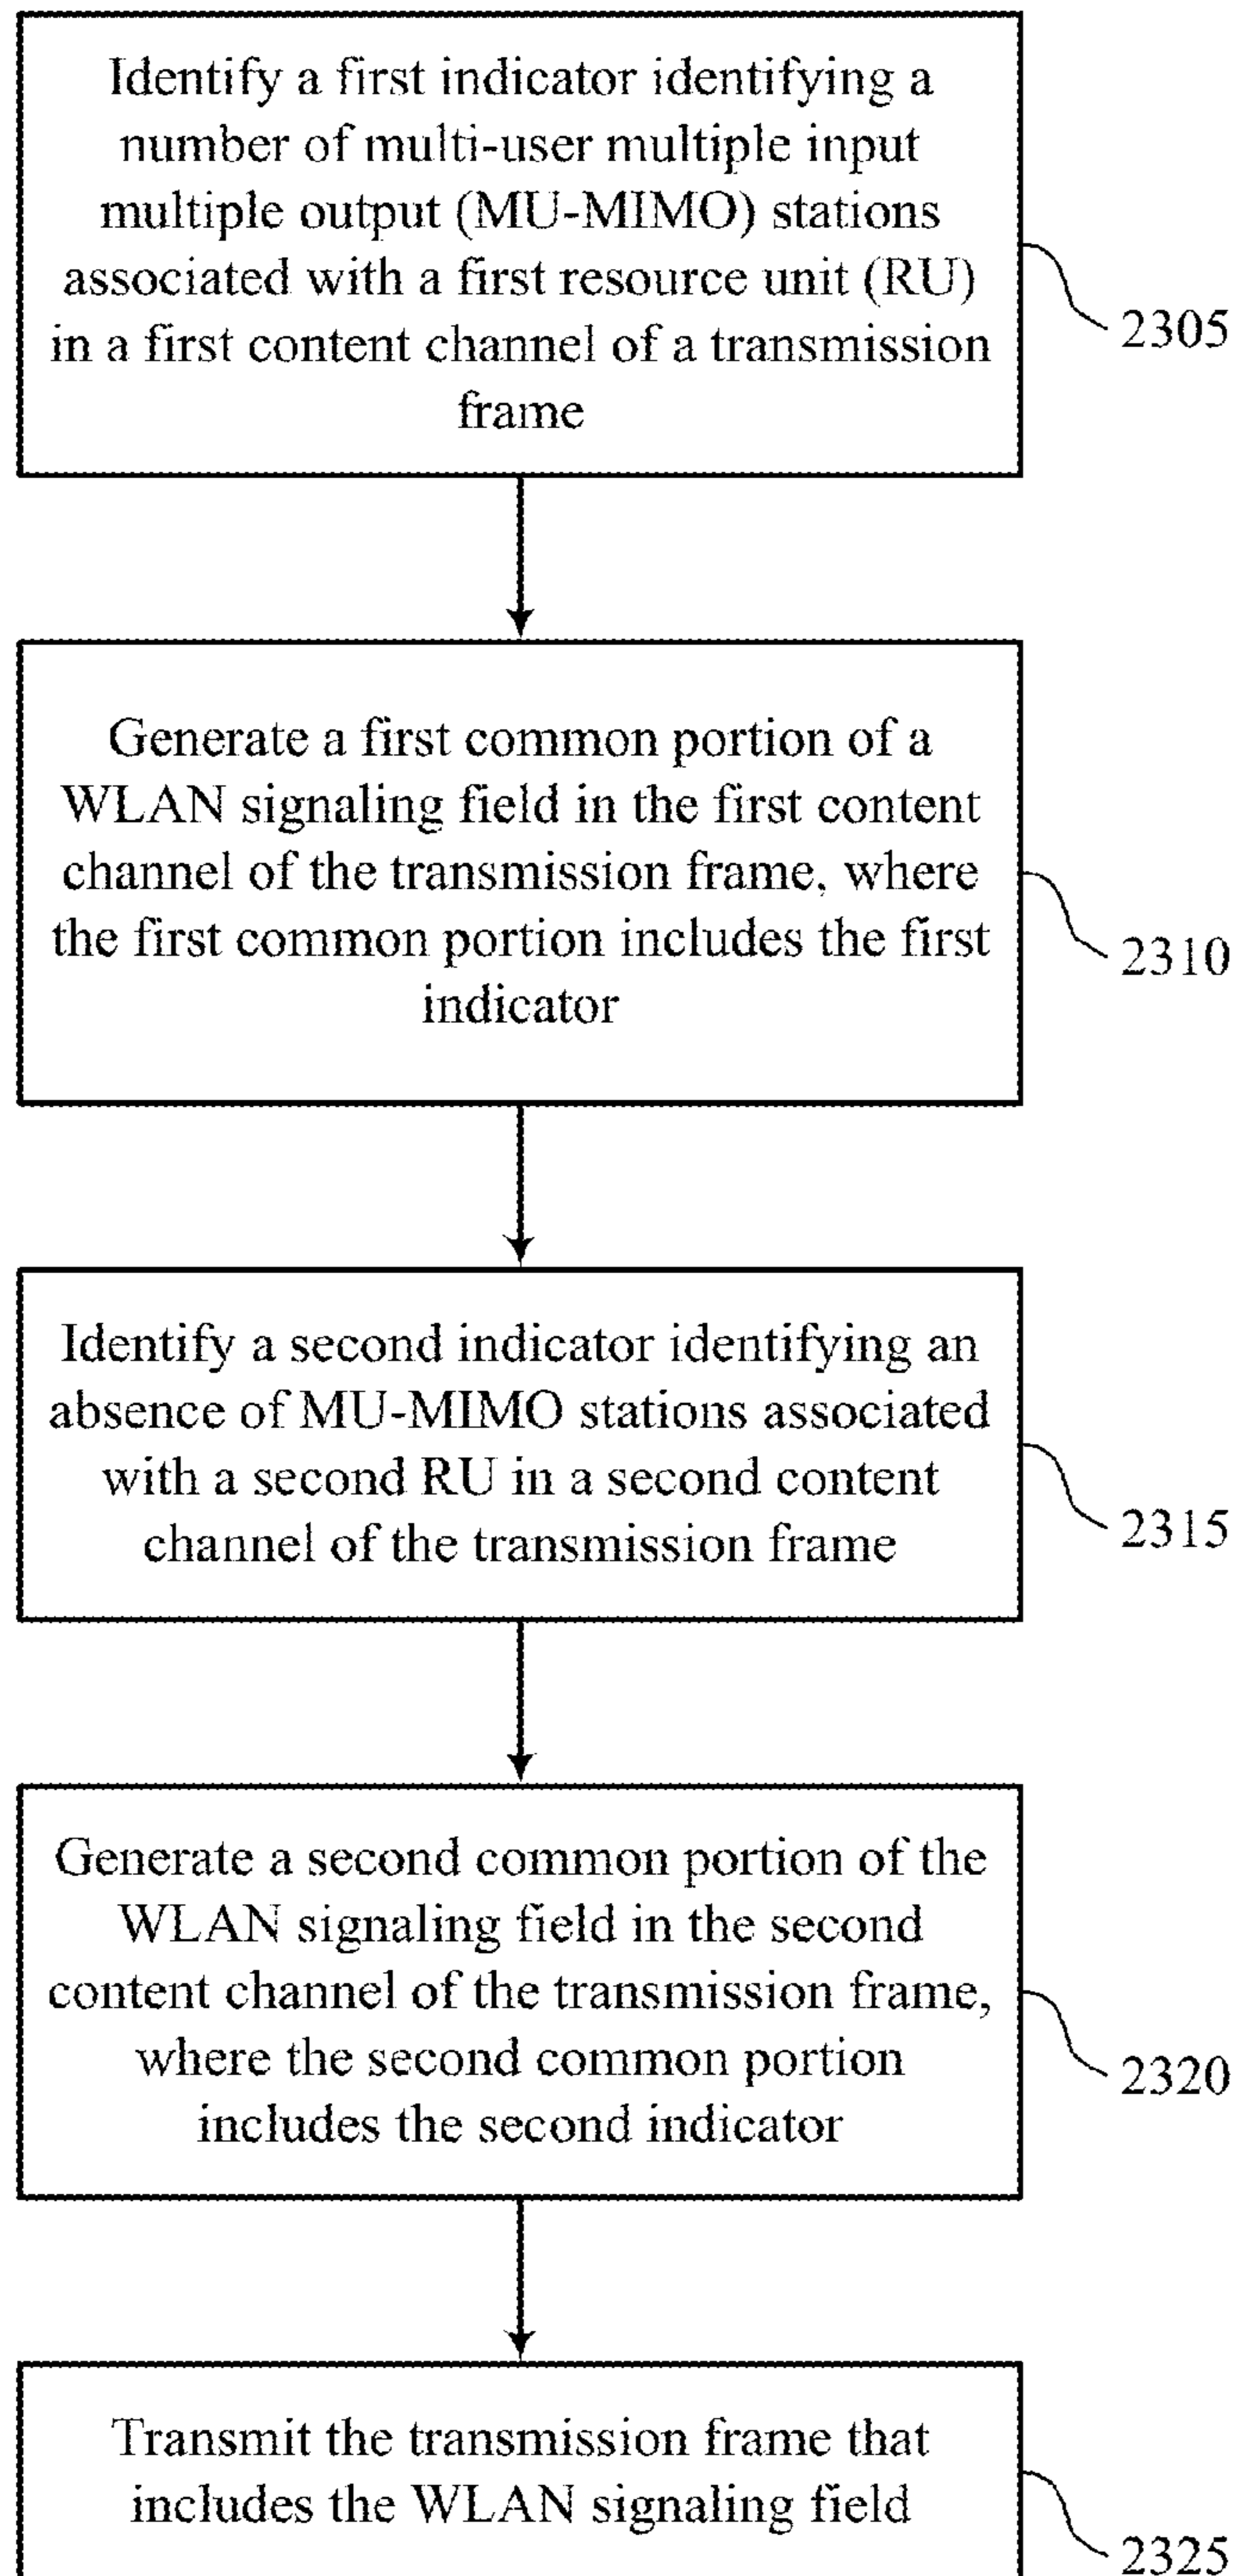 Identify a first indicator identifying a
number of multi-user multiple input
multiple output (MU-MIMO) stations
associated with a first resource unit (RU)
in a first content channel of a transmission
frame
2305
Generate a first common portion of a
WLAN signaling field in the first content
channel of the transmission frame, where
the first common portion includes the first
indicator
2310
Identify a second indicator identifying an
absence of MU-MIMO stations associated
with a second RU in a second content
channel of the transmission frame
2315
Generate a second common portion of the
WLAN signaling field in the second
content channel of the transmission frame,
where the second common portion
includes the second indicator
2320
Transmit the transmission frame that
includes the WLAN signaling field
2325